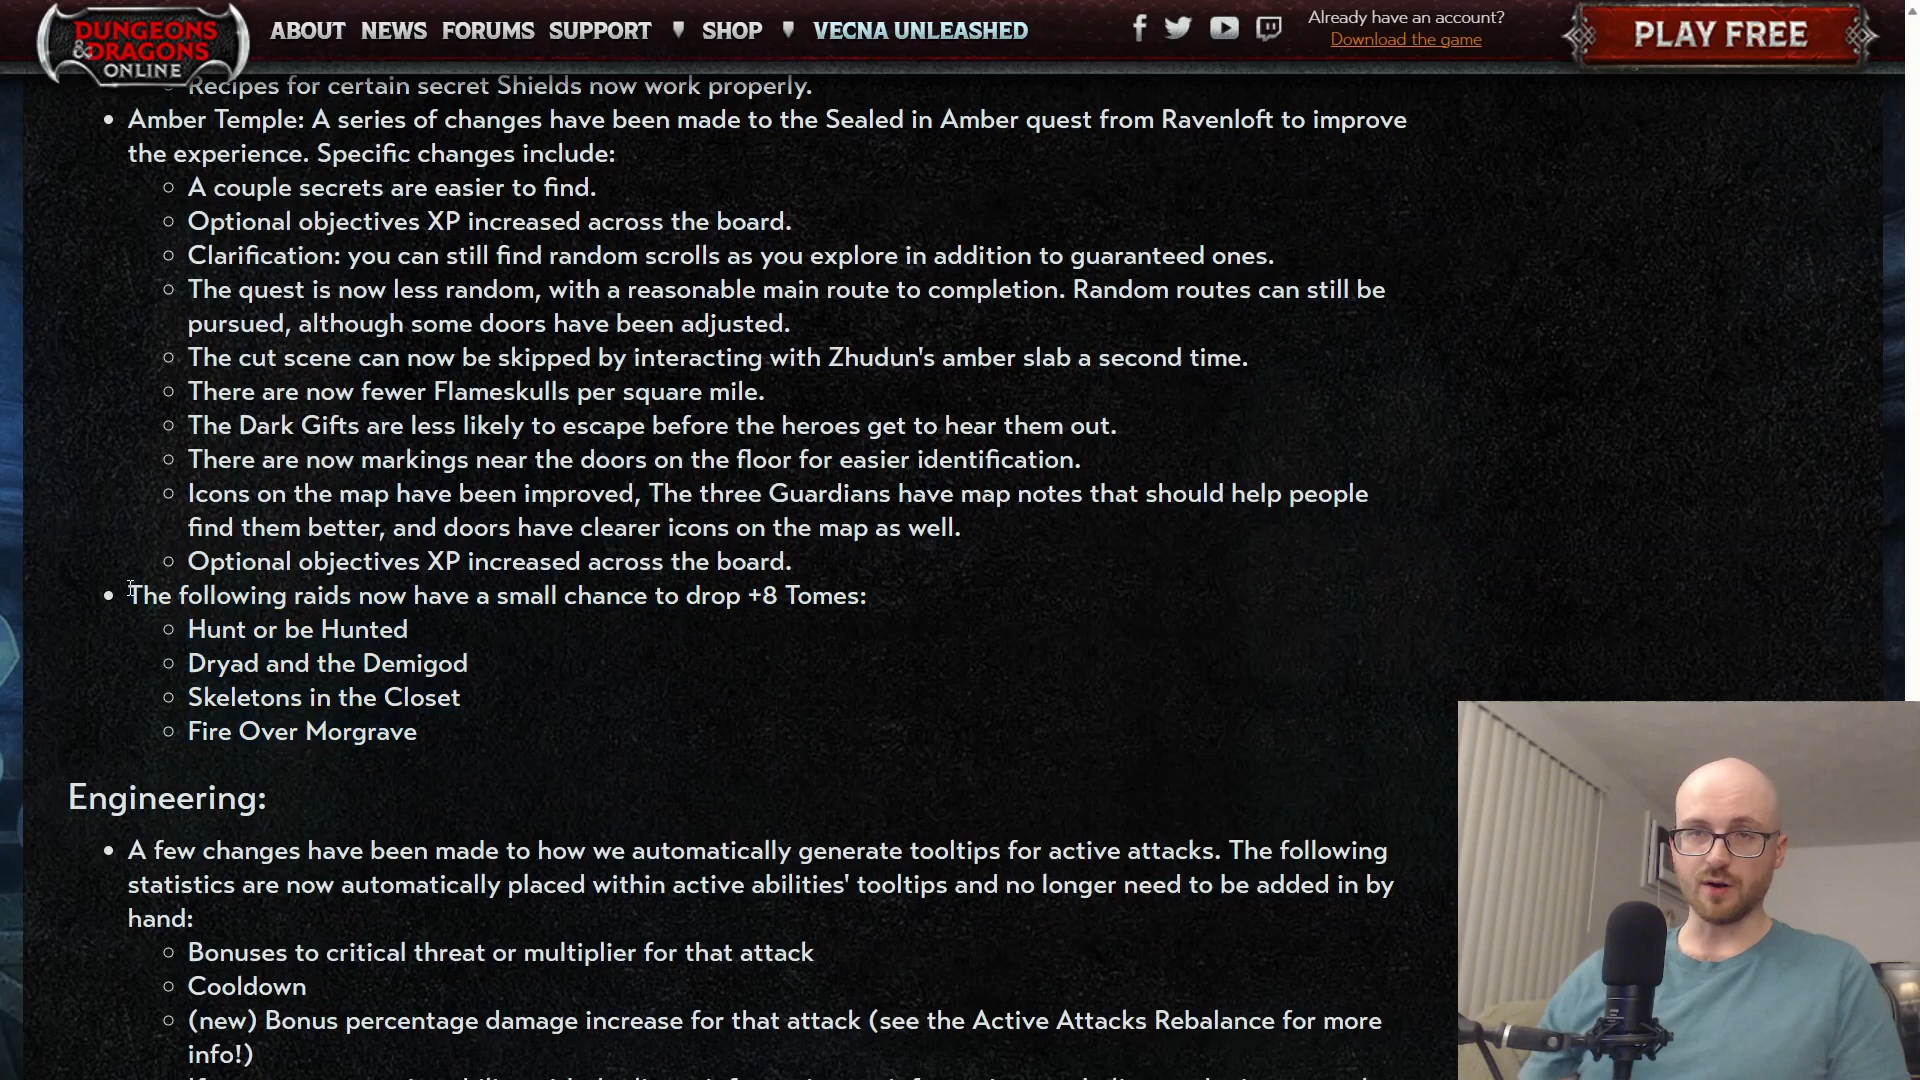 DUNGEONS & DRAGONS ONLINE
ABOUT NEWS FORUMS SUPPORT SHOP VECNA UNLEASHED
Already have an account?
Download the game
PLAY FREE
Recipes for certain secret Shields now work properly.
Amber Temple: A series of changes have been made to the Sealed in Amber quest from Ravenloft to improve
the experience. Specific changes include:
A couple secrets are easier to find.
Optional objectives XP increased across the board.
Clarification: you can still find random scrolls as you explore in addition to guaranteed ones.
The quest is now less random, with a reasonable main route to completion. Random routes can still be
pursued, although some doors have been adjusted.
The cut scene can now be skipped by interacting with Zhudun's amber slab a second time.
There are now fewer Flameskulls per square mile.
The Dark Gifts are less likely to escape before the heroes get to hear them out.
There are now markings near the doors on the floor for easier identification.
Icons on the map have been improved, The three Guardians have map notes that should help people
find them better, and doors have clearer icons on the map as well.
Optional objectives XP increased across the board.
The following raids now have a small chance to drop +8 Tomes:
Hunt or be Hunted
Dryad and the Demigod
Skeletons in the Closet
Fire Over Morgrave
Engineering:
A few changes have been made to how we automatically generate tooltips for active attacks. The following
statistics are now automatically placed within active abilities' tooltips and no longer need to be added in by
hand:
Bonuses to critical threat or multiplier for that attack
Cooldown
(new) Bonus percentage damage increase for that attack (see the Active Attacks Rebalance for more
info!)